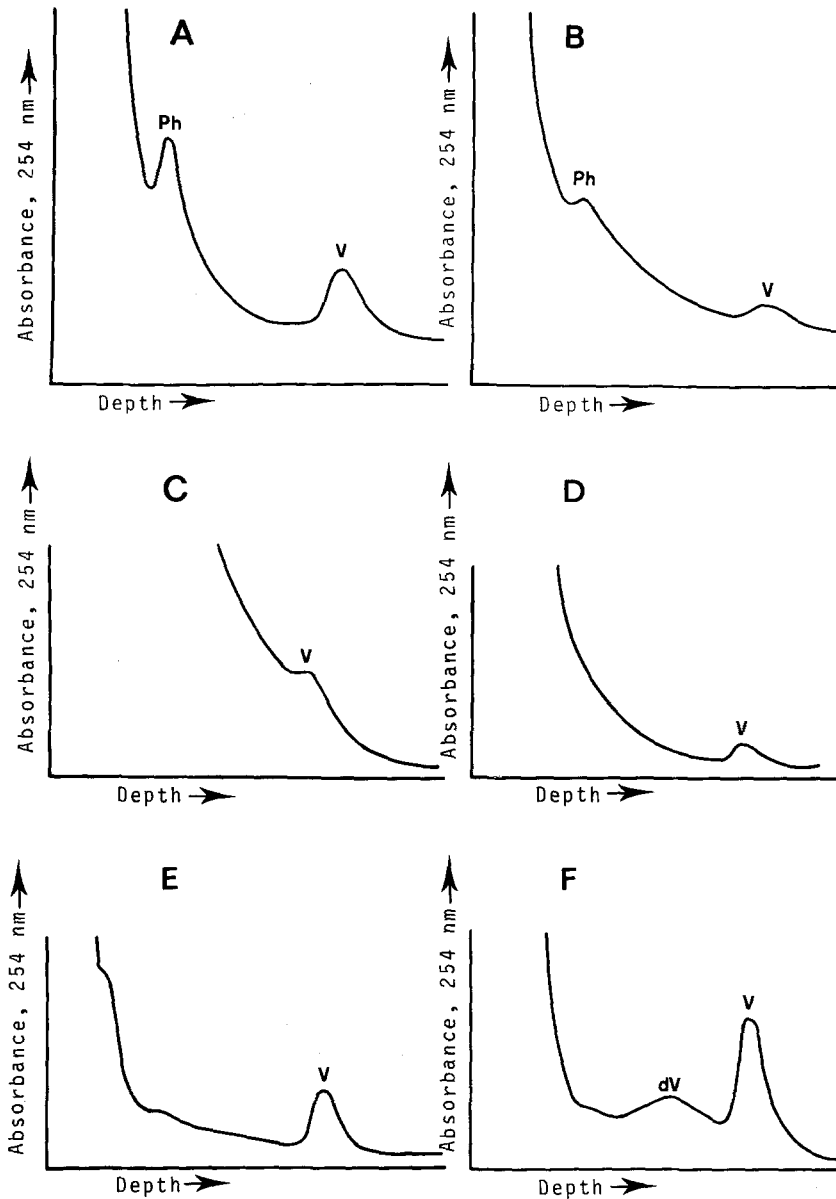 A
Absorbance, 254 nm
Ph
V
Depth
B
Absorbance, 254 nm
Ph
V
Depth
C
Absorbance, 254 nm
V
Depth
D
Absorbance, 254 nm
V
Depth
E
Absorbance, 254 nm
V
Depth
F
Absorbance, 254 nm
dV
V
Depth